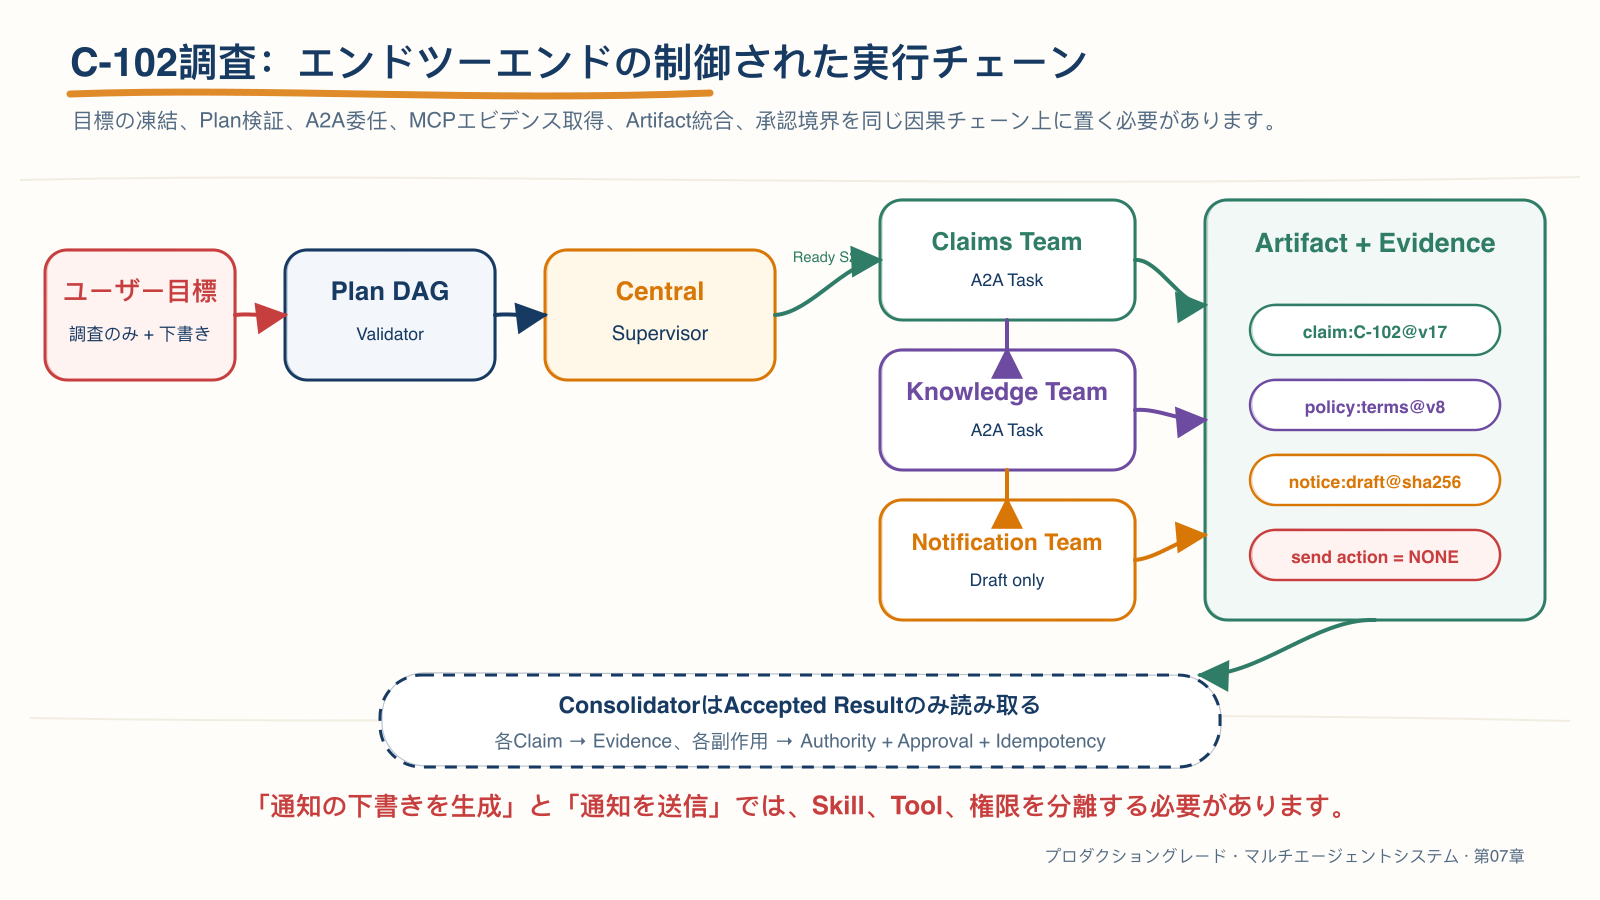 C-102調査：エンドツーエンドの制御された実行チェーン
目標の凍結、Plan検証、A2A委任、MCPエビデンス取得、Artifact統合、承認境界を同じ因果チェーン上に置く必要があります。
ユーザー目標
調査のみ + 下書き
Plan DAG
Validator
Central
Supervisor
Ready
Claims Team
A2A Task
Knowledge Team
A2A Task
Notification Team
Draft only
Artifact + Evidence
claim:C-102@v17
policy:terms@v8
notice:draft@sha256
send action = NONE
ConsolidatorはAccepted Resultのみ読み取る
各Claim → Evidence、各副作用 → Authority + Approval + Idempotency
「通知の下書きを生成」と「通知を送信」では、Skill、Tool、権限を分離する必要があります。
プロダクショングレード · マルチエージェントシステム · 第07章